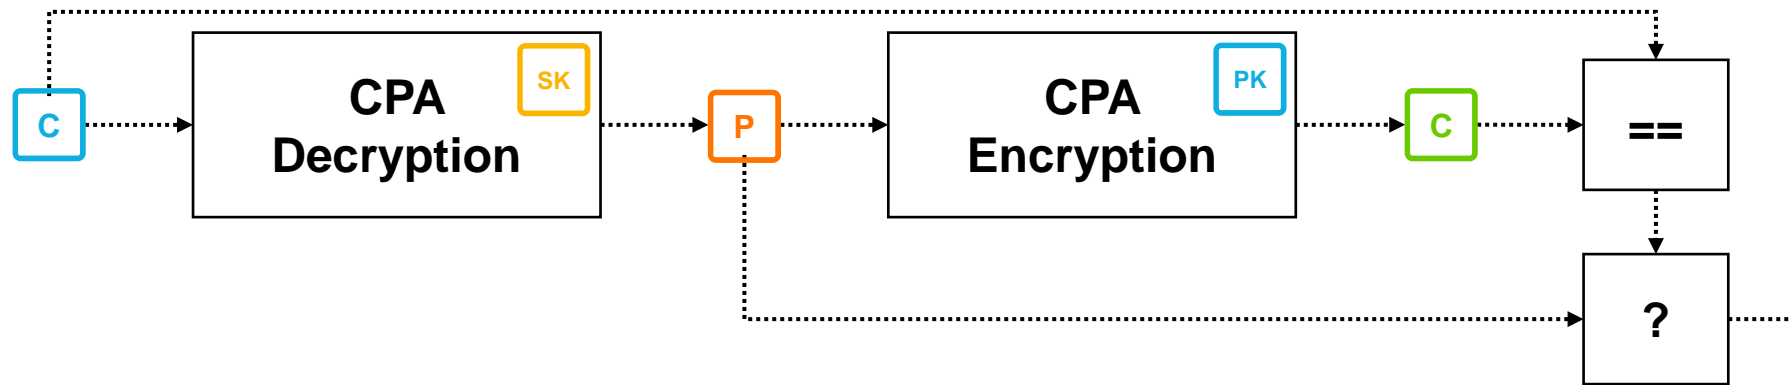 C
CPA
Decryption
SK
P
CPA
Encryption
PK
C
==
?